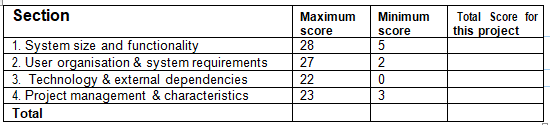 Section Maximum score Minimum score Total Score for this project
1. System size and functionality 28 5
2. User organisation & system requirements 27 2
3. Technology & external dependencies 22 0
4. Project management & characteristics 23 3
Total